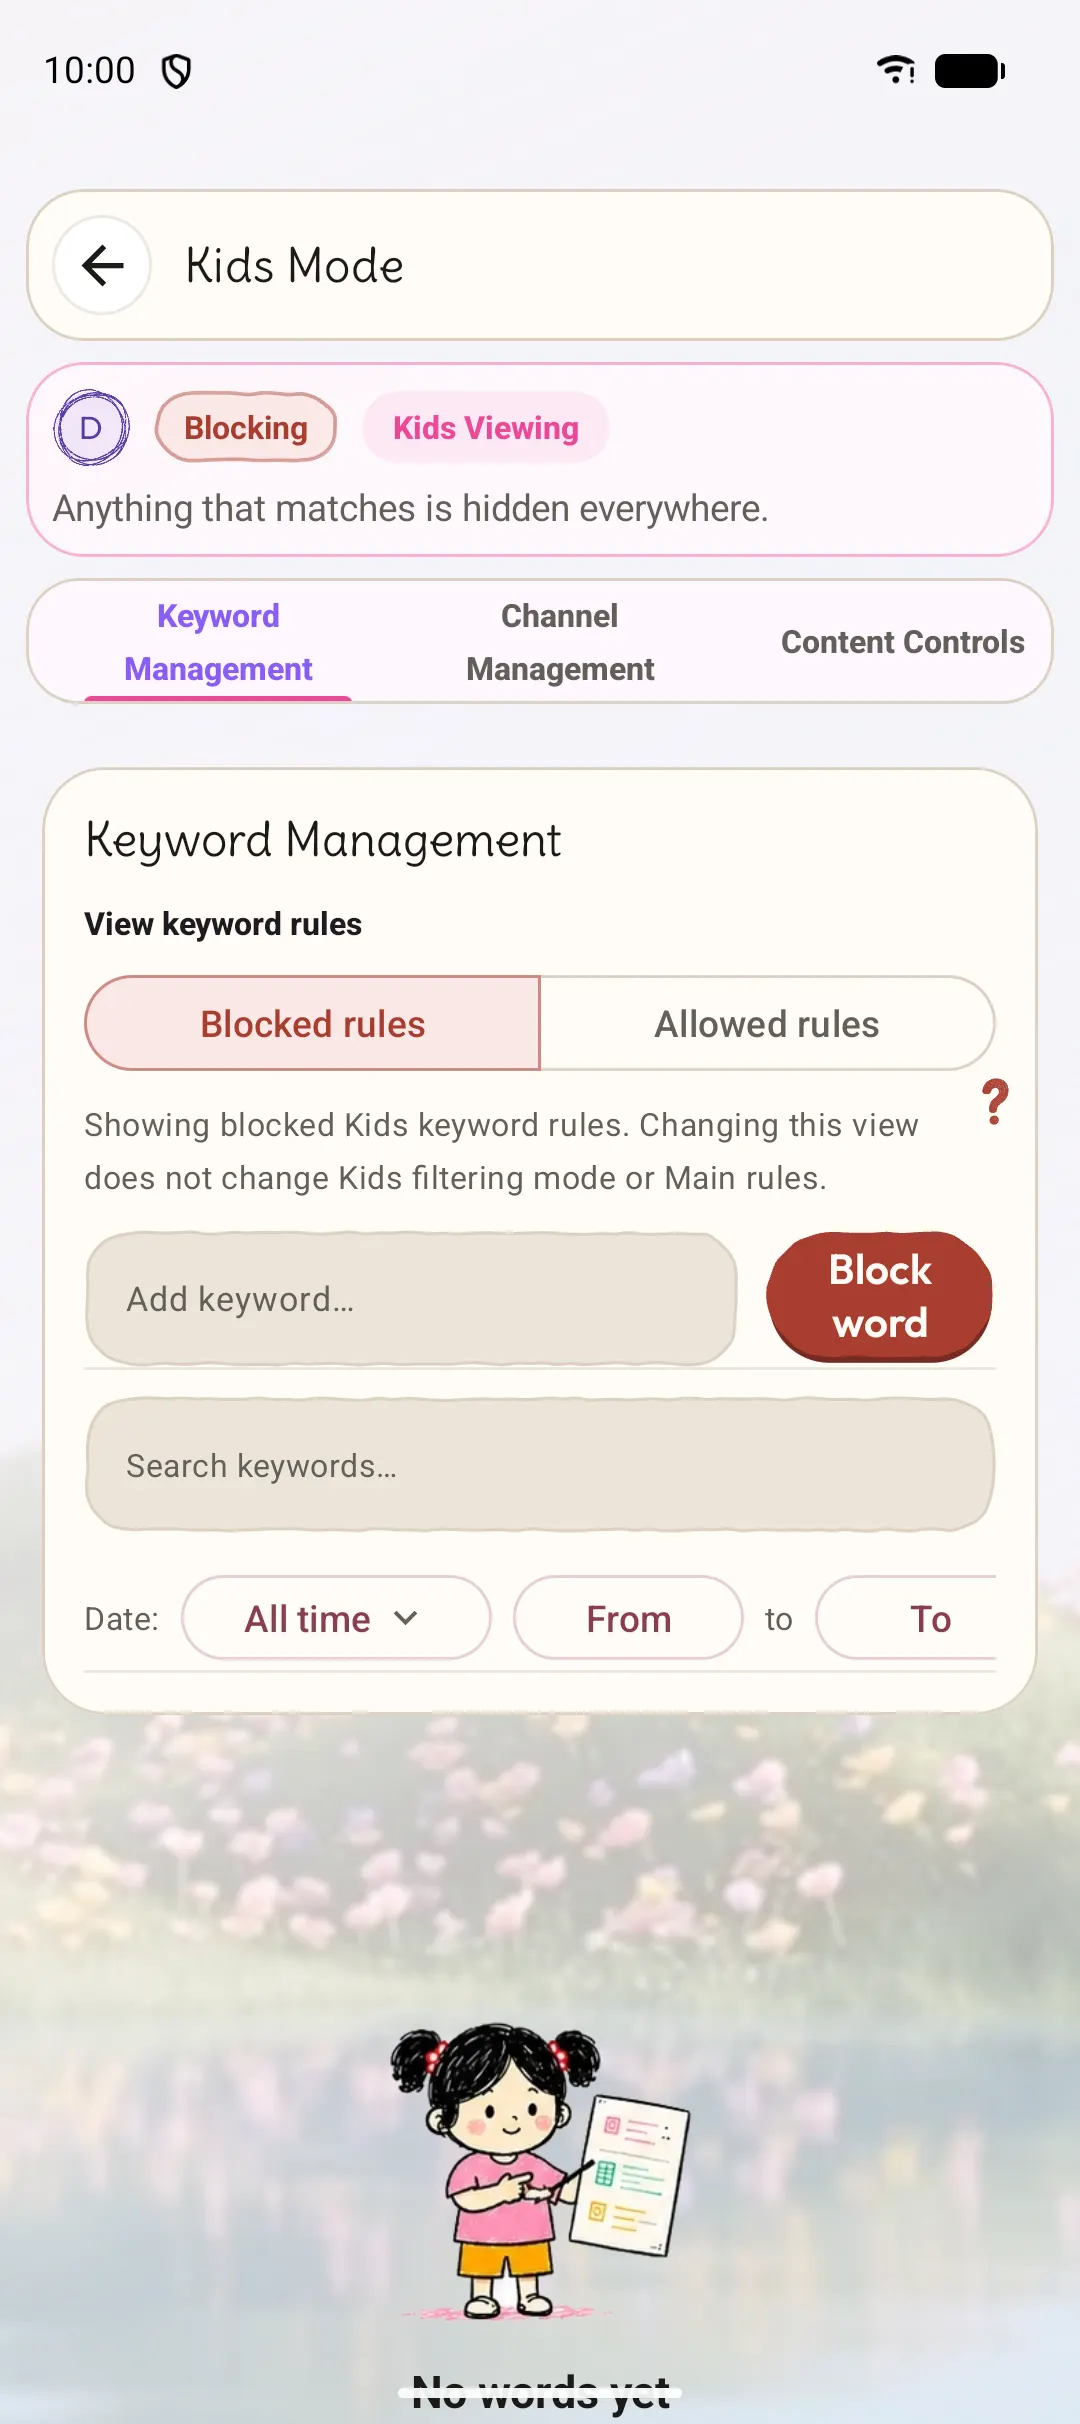 10:00
Kids Mode
D
Blocking
Kids Viewing
Anything that matches is hidden everywhere.
Keyword
Management
Channel
Management
Content Controls
Keyword Management
View keyword rules
Blocked rules
Allowed rules
?
Showing blocked Kids keyword rules. Changing this view
does not change Kids filtering mode or Main rules.
Add keyword…
Block
word
Search keywords…
Date:
All time
From
to
To
No words yet